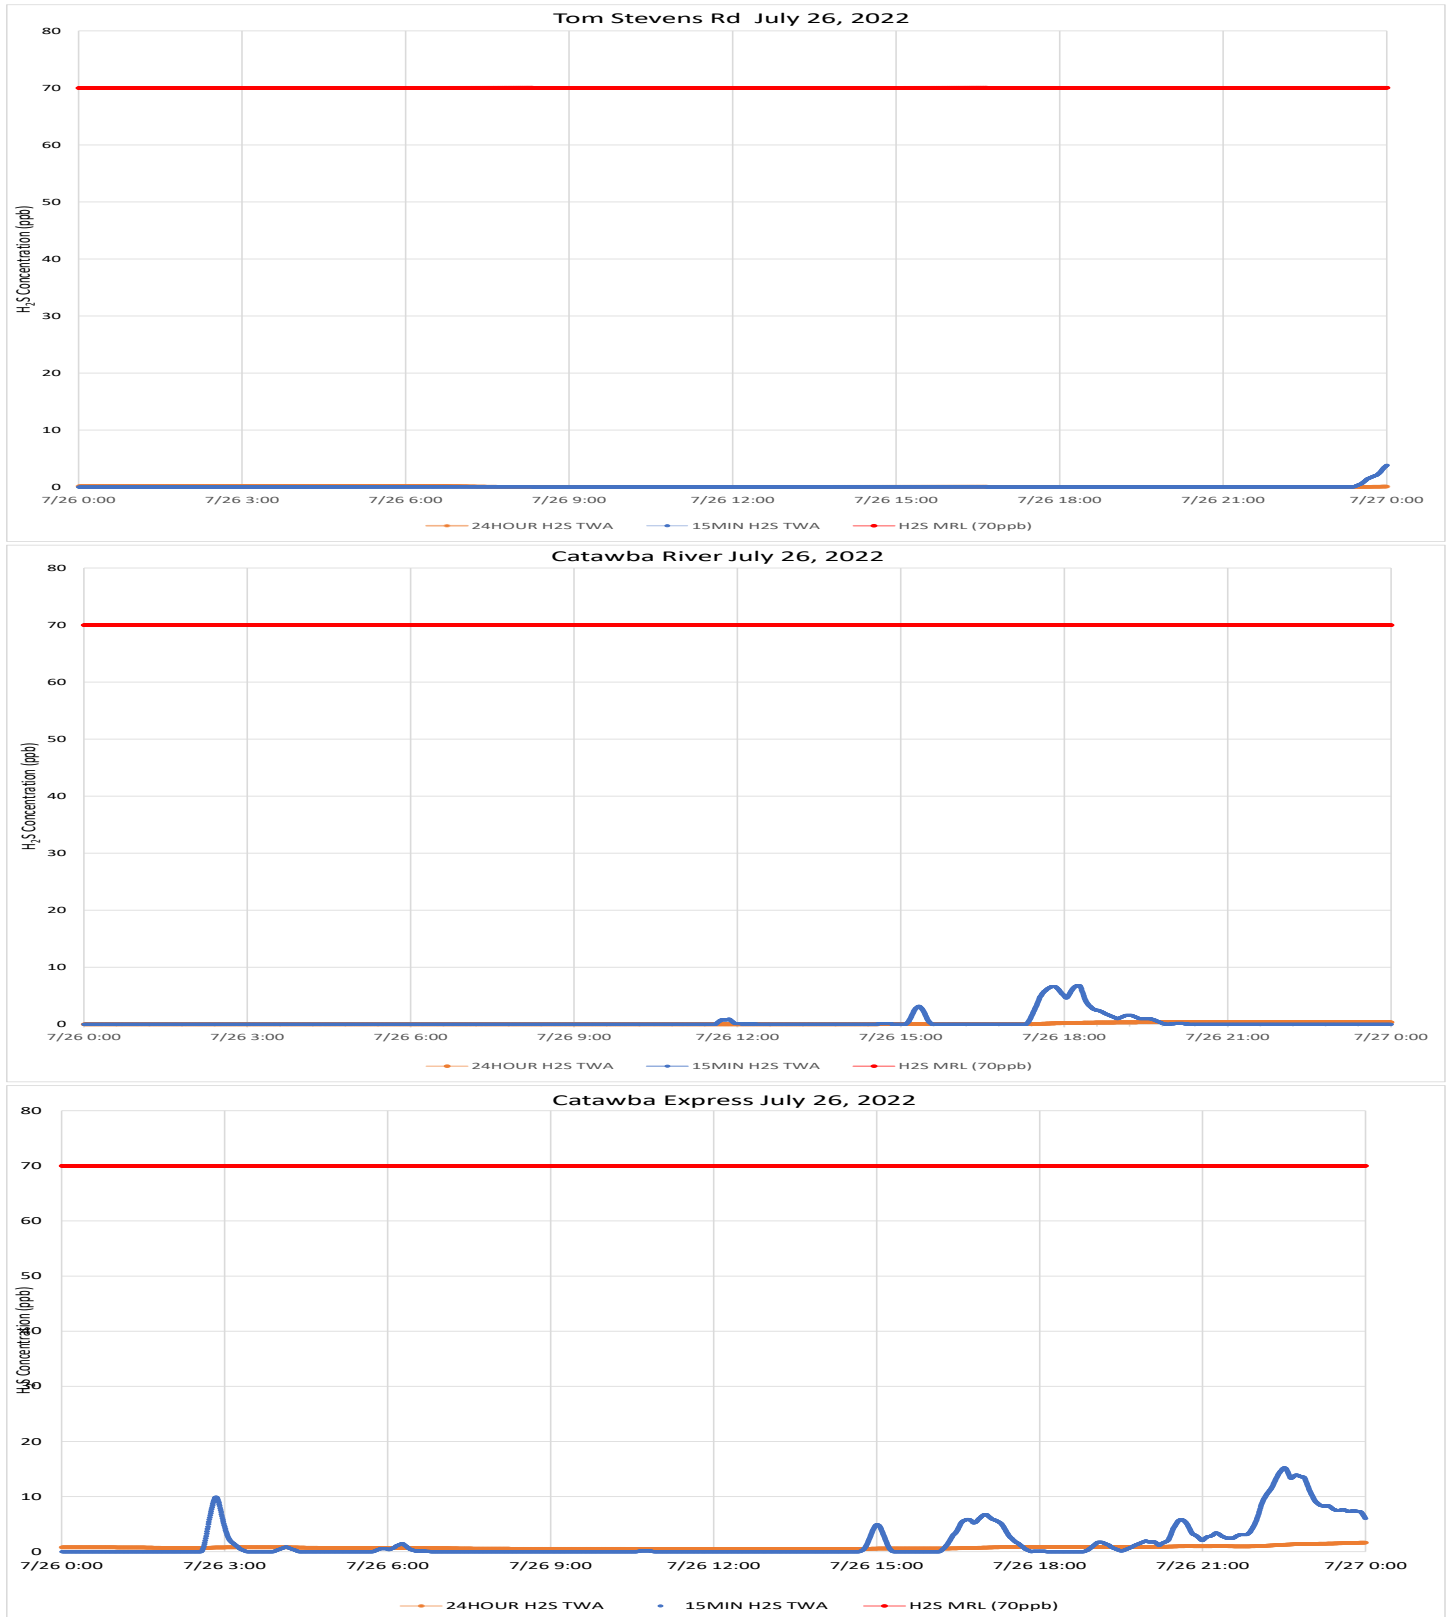 Tom Stevens Rd  July 26, 2022
80
70
60
50
40
30
20
10
0
H2S Concentration (ppb)
7/26 0:00 7/26 3:00 7/26 6:00 7/26 9:00 7/26 12:00 7/26 15:00 7/26 18:00 7/26 21:00 7/27 0:00
24HOUR H2S TWA 15MIN H2S TWA H2S MRL (70ppb)
Catawba River July 26, 2022
80
70
60
50
40
30
20
10
0
H2S Concentration (ppb)
7/26 0:00 7/26 3:00 7/26 6:00 7/26 9:00 7/26 12:00 7/26 15:00 7/26 18:00 7/26 21:00 7/27 0:00
24HOUR H2S TWA 15MIN H2S TWA H2S MRL (70ppb)
Catawba Express July 26, 2022
80
70
60
50
40
30
20
10
0
H2S Concentration (ppb)
7/26 0:00 7/26 3:00 7/26 6:00 7/26 9:00 7/26 12:00 7/26 15:00 7/26 18:00 7/26 21:00 7/27 0:00
24HOUR H2S TWA 15MIN H2S TWA H2S MRL (70ppb)